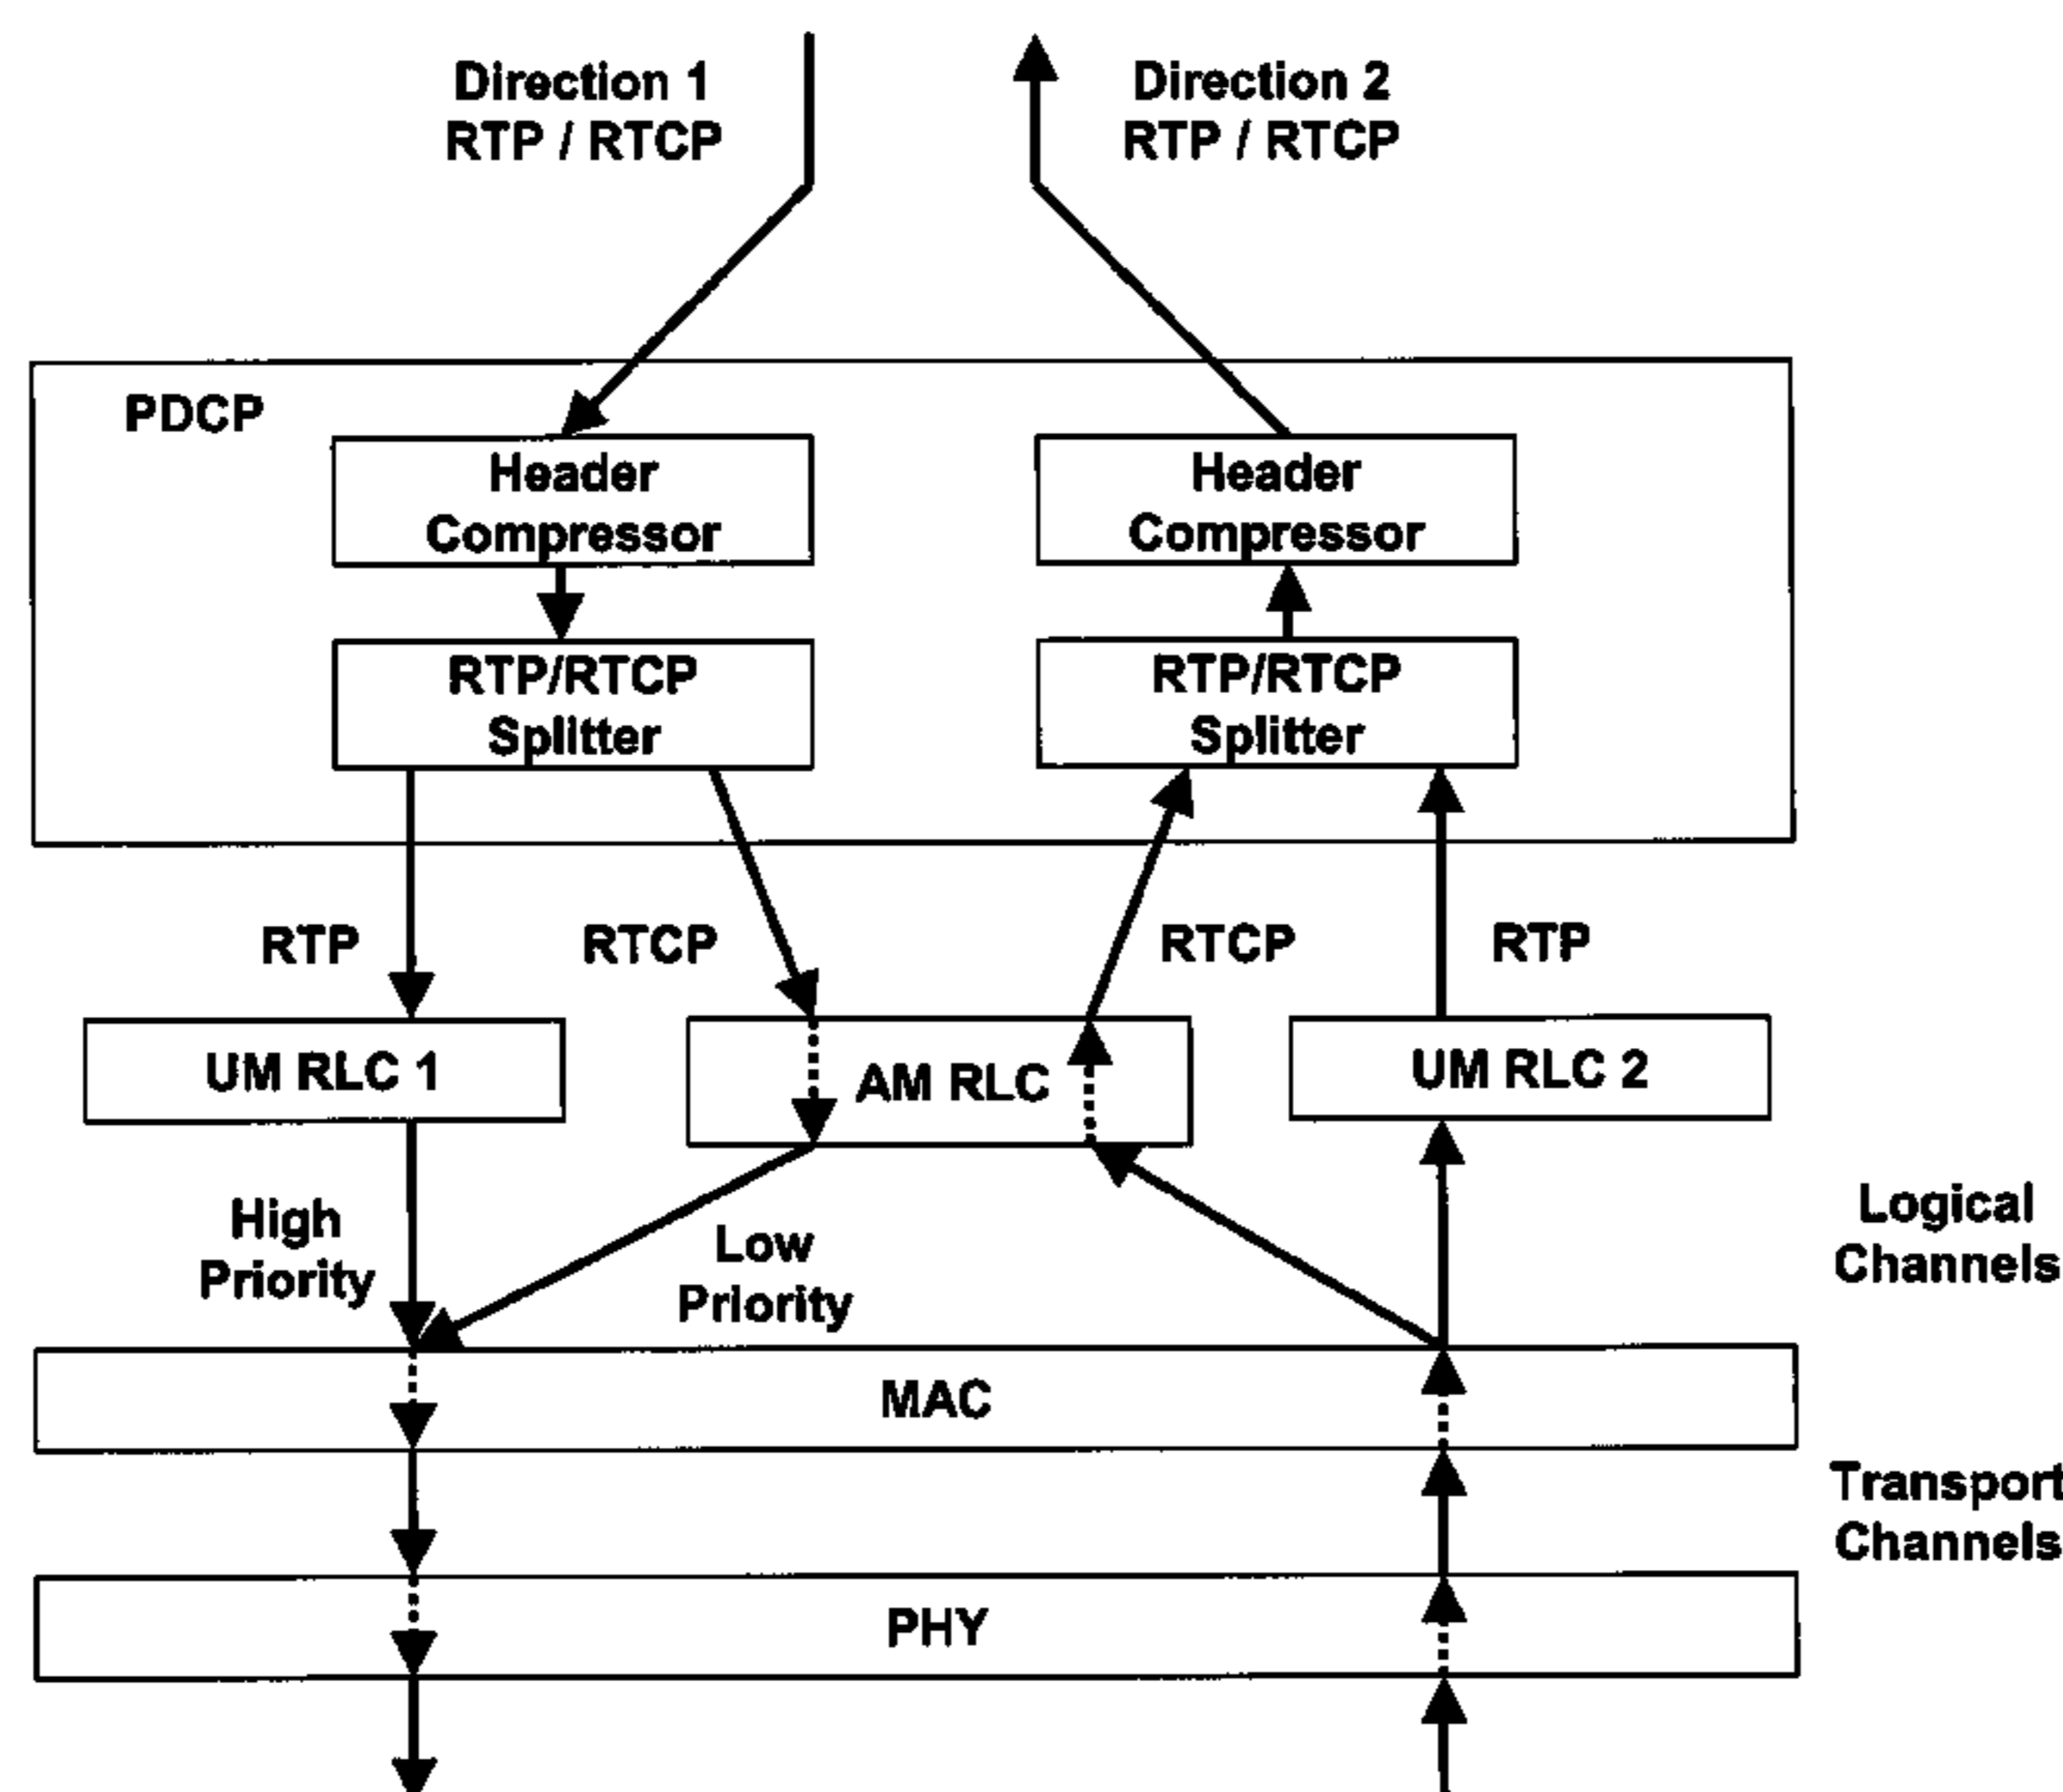 Direction 1
RTP / RTCP
Direction 2
RTP / RTCP
PDCP
Header
Compressor
Header
Compressor
RTP/RTCP
Splitter
RTP/RTCP
Splitter
RTP
RTCP
RTCP
RTP
UM RLC 1
AM RLC
UM RLC 2
High
Priority
Low
Priority
Logical
Channels
MAC
Transport
Channels
PHY